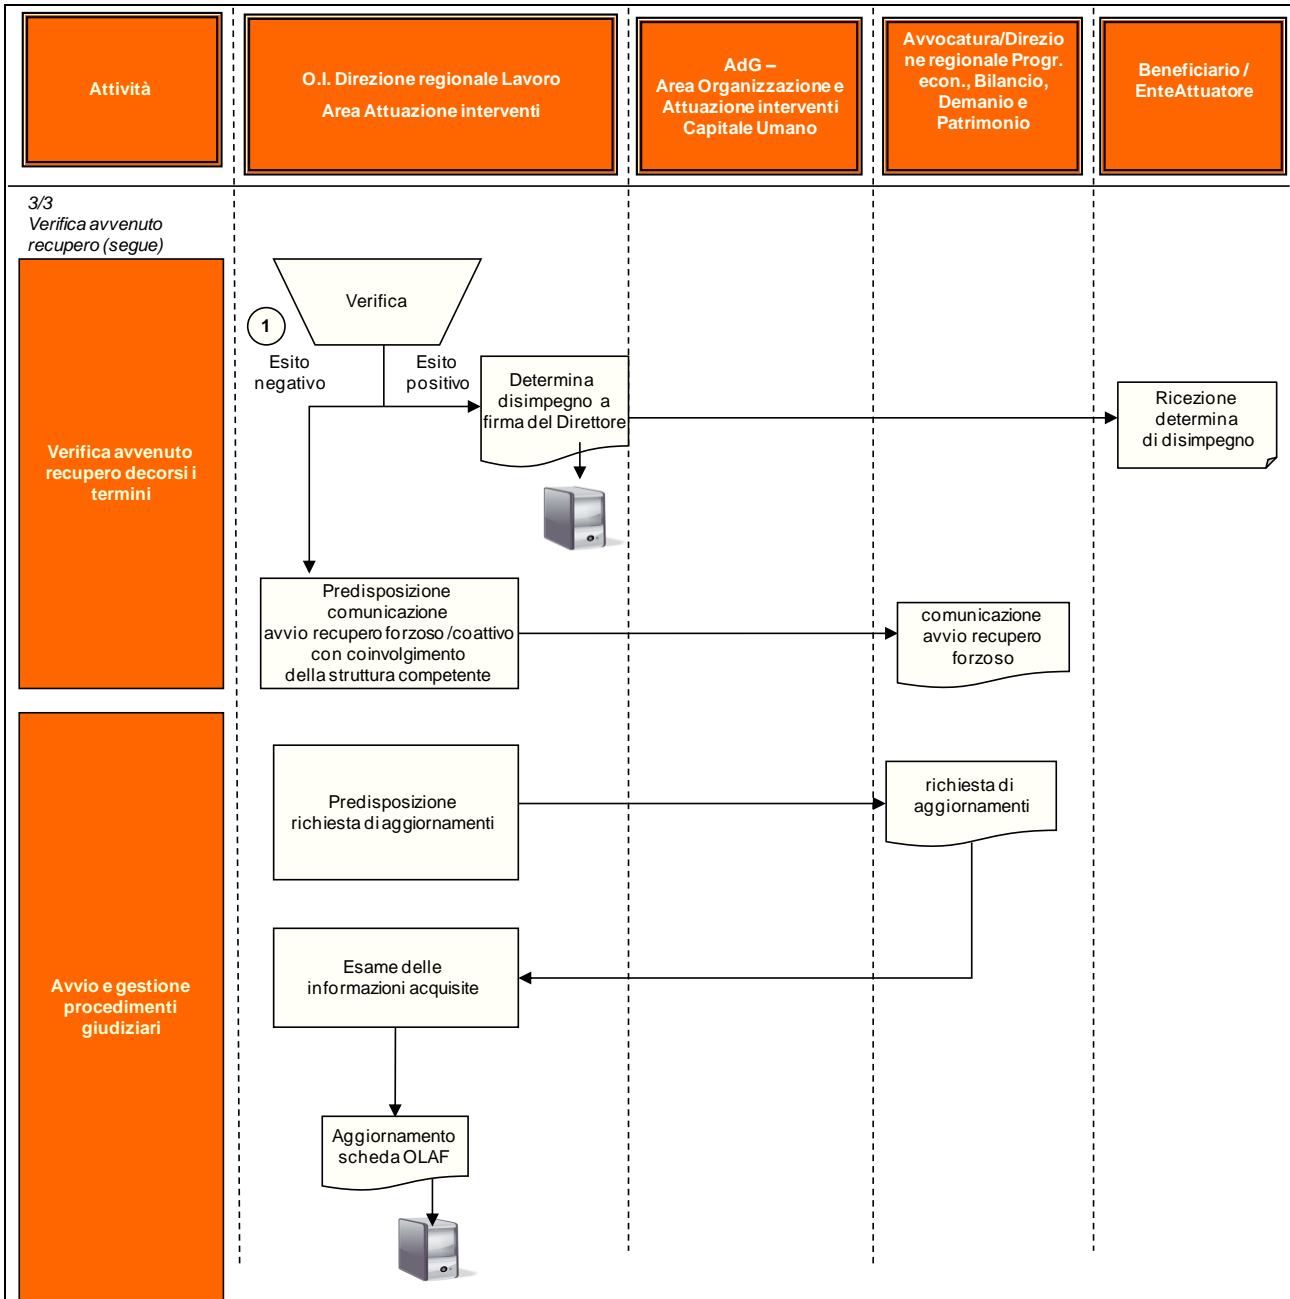 Attività
O.I. Direzione regionale Lavoro
Area Attuazione interventi
AdG –
Area Organizzazione e
Attuazione interventi
Capitale Umano
Avvocatura/Direzio
ne regionale Progr.
econ., Bilancio,
Demanio e
Patrimonio
Beneficiario /
EnteAttuatore
3/3
Verifica avvenuto
recupero (segue)
Verifica avvenuto
recupero decorsi i
termini
Verifica
1
Esito
negativo
Esito
positivo
Determina
disimpegno a
firma del Direttore
Ricezione
determina
di disimpegno
Predisposizione
comunicazione
avvio recupero forzoso/coattivo
con coinvolgimento
della struttura competente
comunicazione
avvio recupero
forzoso
Avvio e gestione
procedimenti
giudiziari
Predisposizione
richiesta di aggiornamenti
richiesta di
aggiornamenti
Esame delle
informazioni acquisite
Aggiornamento
scheda OLAF